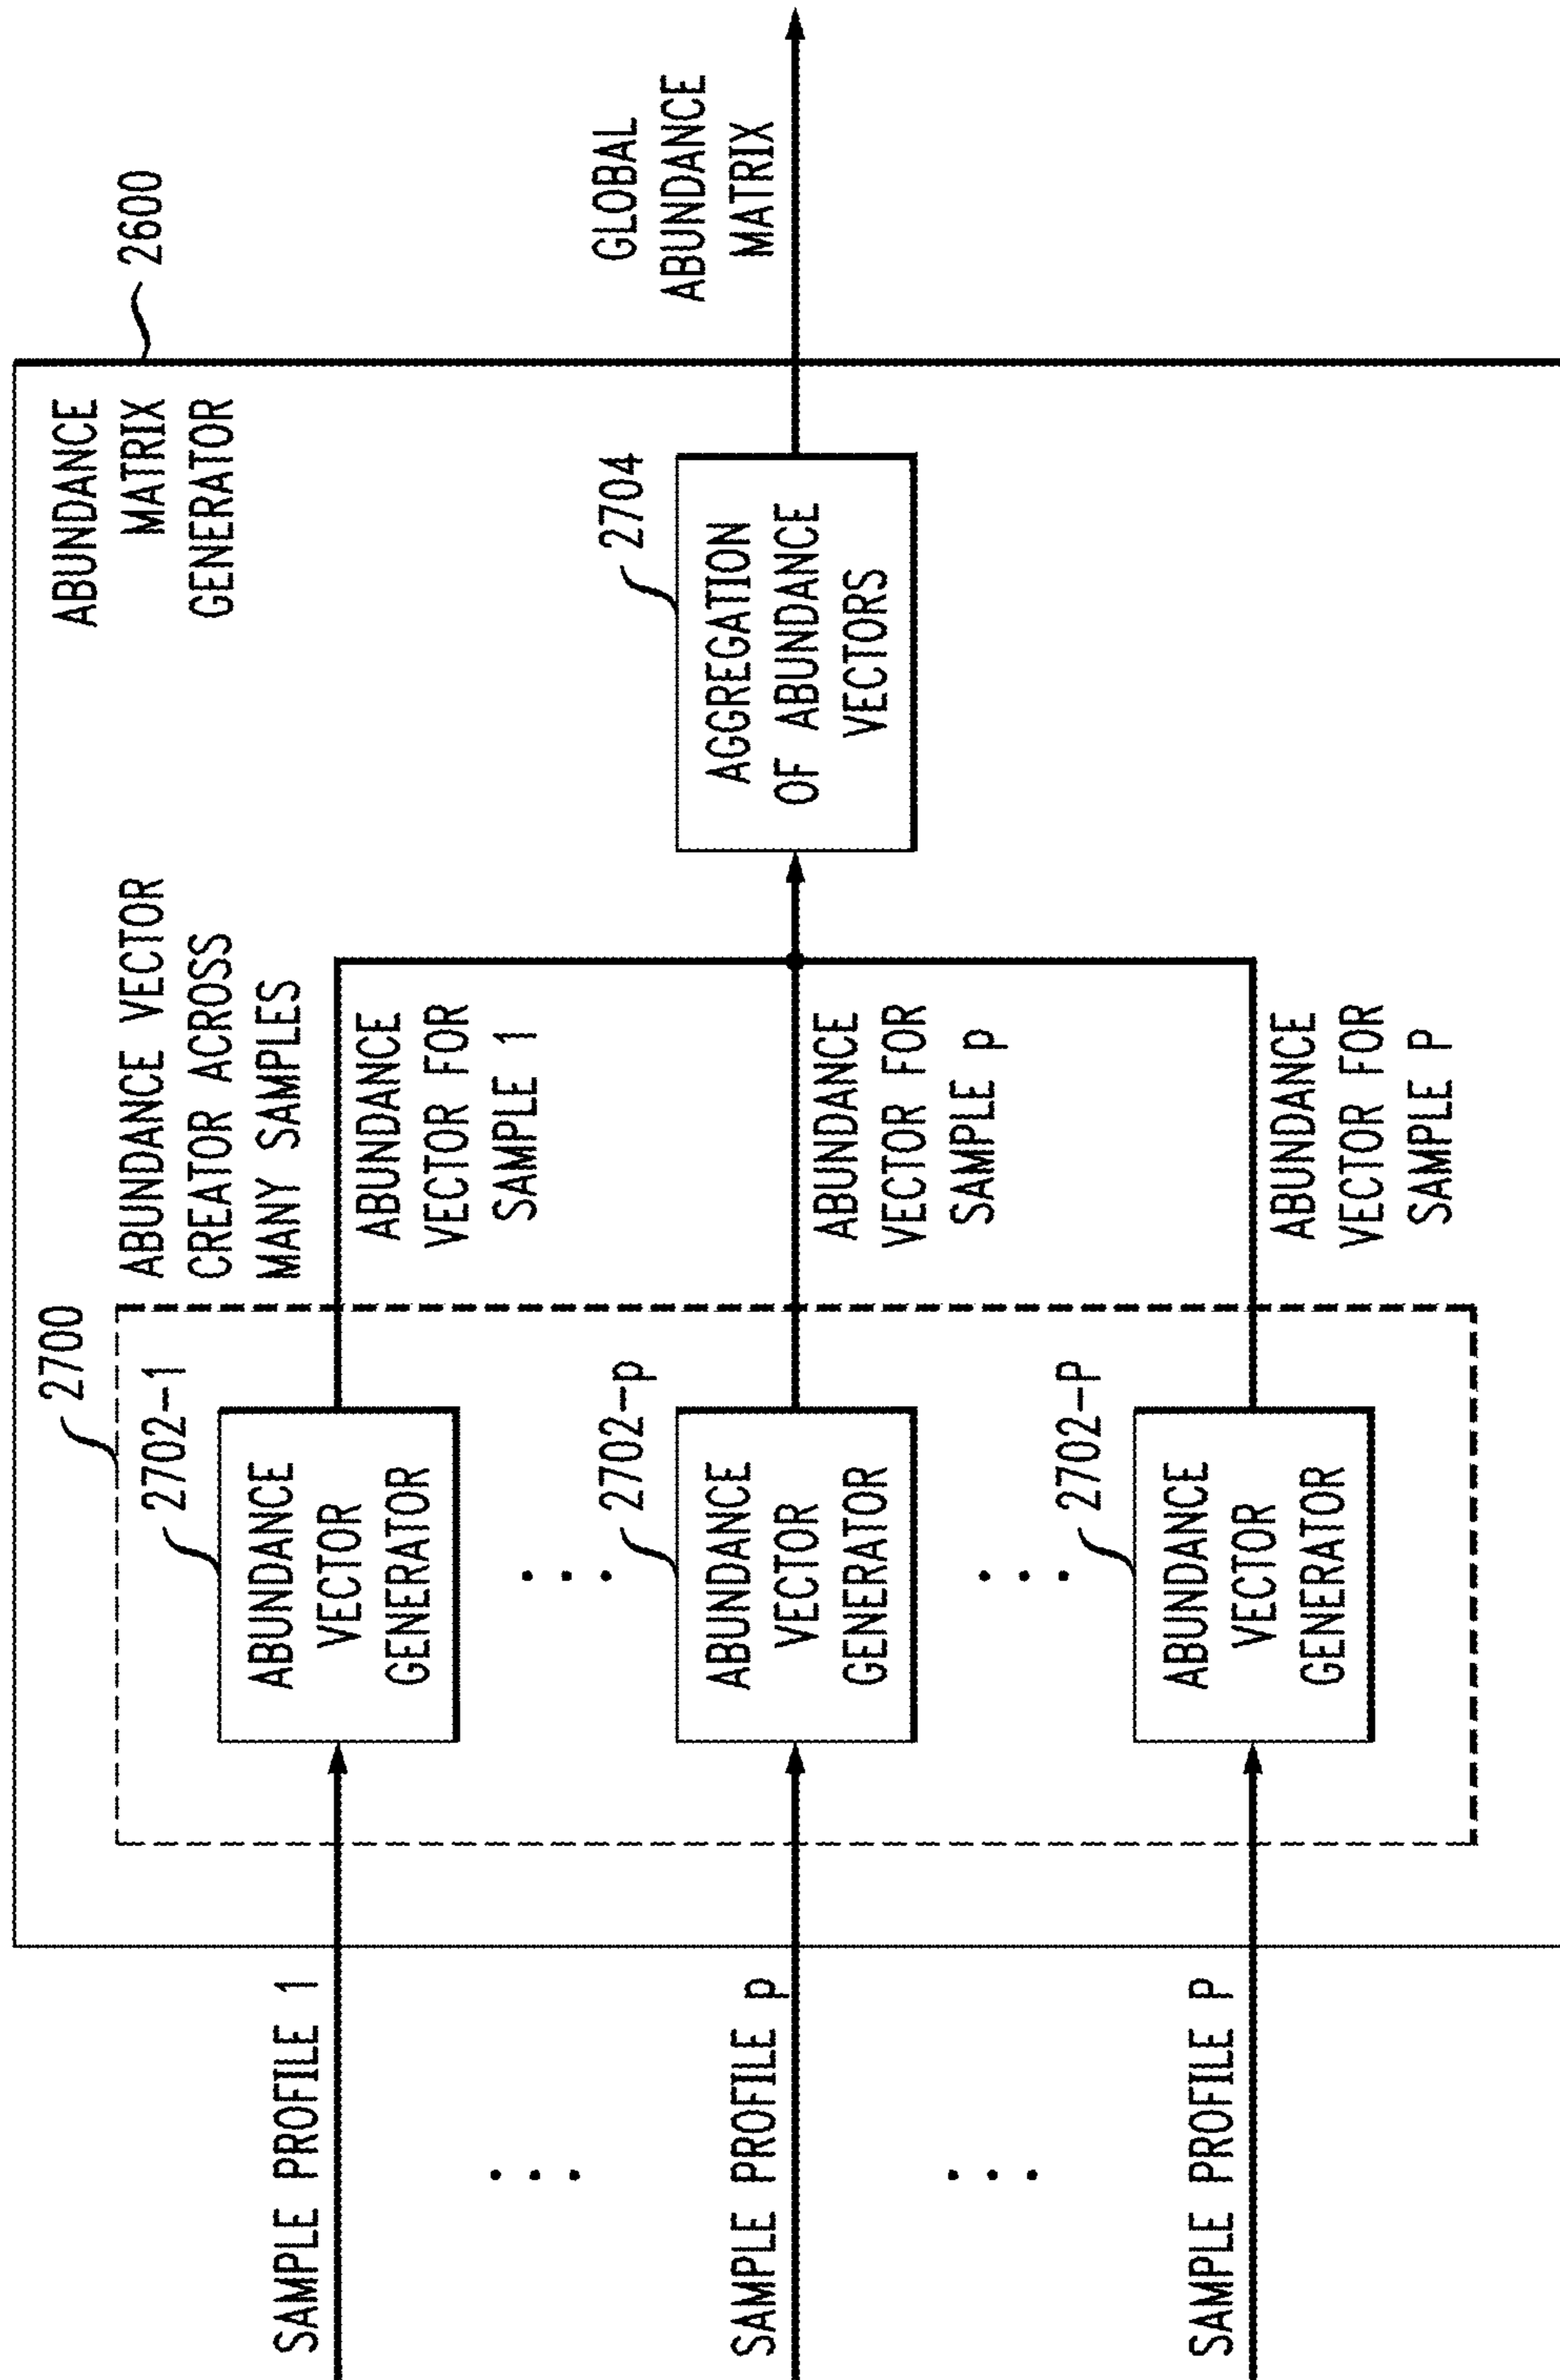 SAMPLE PROFILE 1
SAMPLE PROFILE p
SAMPLE PROFILE P
2700
2702-1
ABUNDANCE
VECTOR
GENERATOR
2702-p
ABUNDANCE
VECTOR
GENERATOR
2702-P
ABUNDANCE
VECTOR
GENERATOR
ABUNDANCE VECTOR
CREATOR ACROSS
MANY SAMPLES
ABUNDANCE
VECTOR FOR
SAMPLE 1
ABUNDANCE
VECTOR FOR
SAMPLE p
ABUNDANCE
VECTOR FOR
SAMPLE P
2704
AGGREGATION
OF ABUNDANCE
VECTORS
ABUNDANCE
MATRIX
GENERATOR
2600
GLOBAL
ABUNDANCE
MATRIX